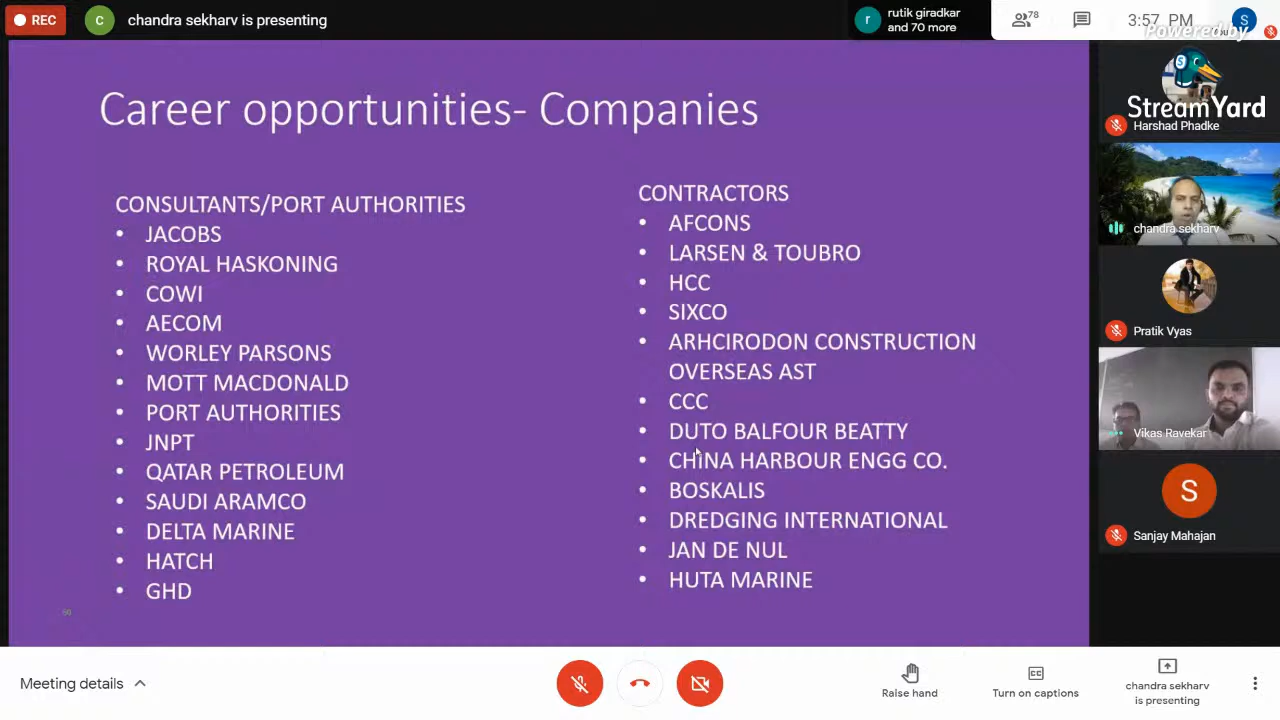 REC
c
chandra sekharv is presenting
r
rutik giradkar
and 70 more
78
3:57 PM
S
You
Powered by
StreamYard
Harshad Phadke
chandra sekharv
Pratik Vyas
Vikas Ravekar
S
Sanjay Mahajan
Career opportunities- Companies
CONSULTANTS/PORT AUTHORITIES
• JACOBS
• ROYAL HASKONING
• COWI
• AECOM
• WORLEY PARSONS
• MOTT MACDONALD
• PORT AUTHORITIES
• JNPT
• QATAR PETROLEUM
• SAUDI ARAMCO
• DELTA MARINE
• HATCH
• GHD
CONTRACTORS
• AFCONS
• LARSEN & TOUBRO
• HCC
• SIXCO
• ARHCIRODON CONSTRUCTION
OVERSEAS AST
• CCC
• DUTO BALFOUR BEATTY
• CHINA HARBOUR ENGG CO.
• BOSKALIS
• DREDGING INTERNATIONAL
• JAN DE NUL
• HUTA MARINE
Meeting details
Raise hand
CC
Turn on captions
chandra sekharv
is presenting